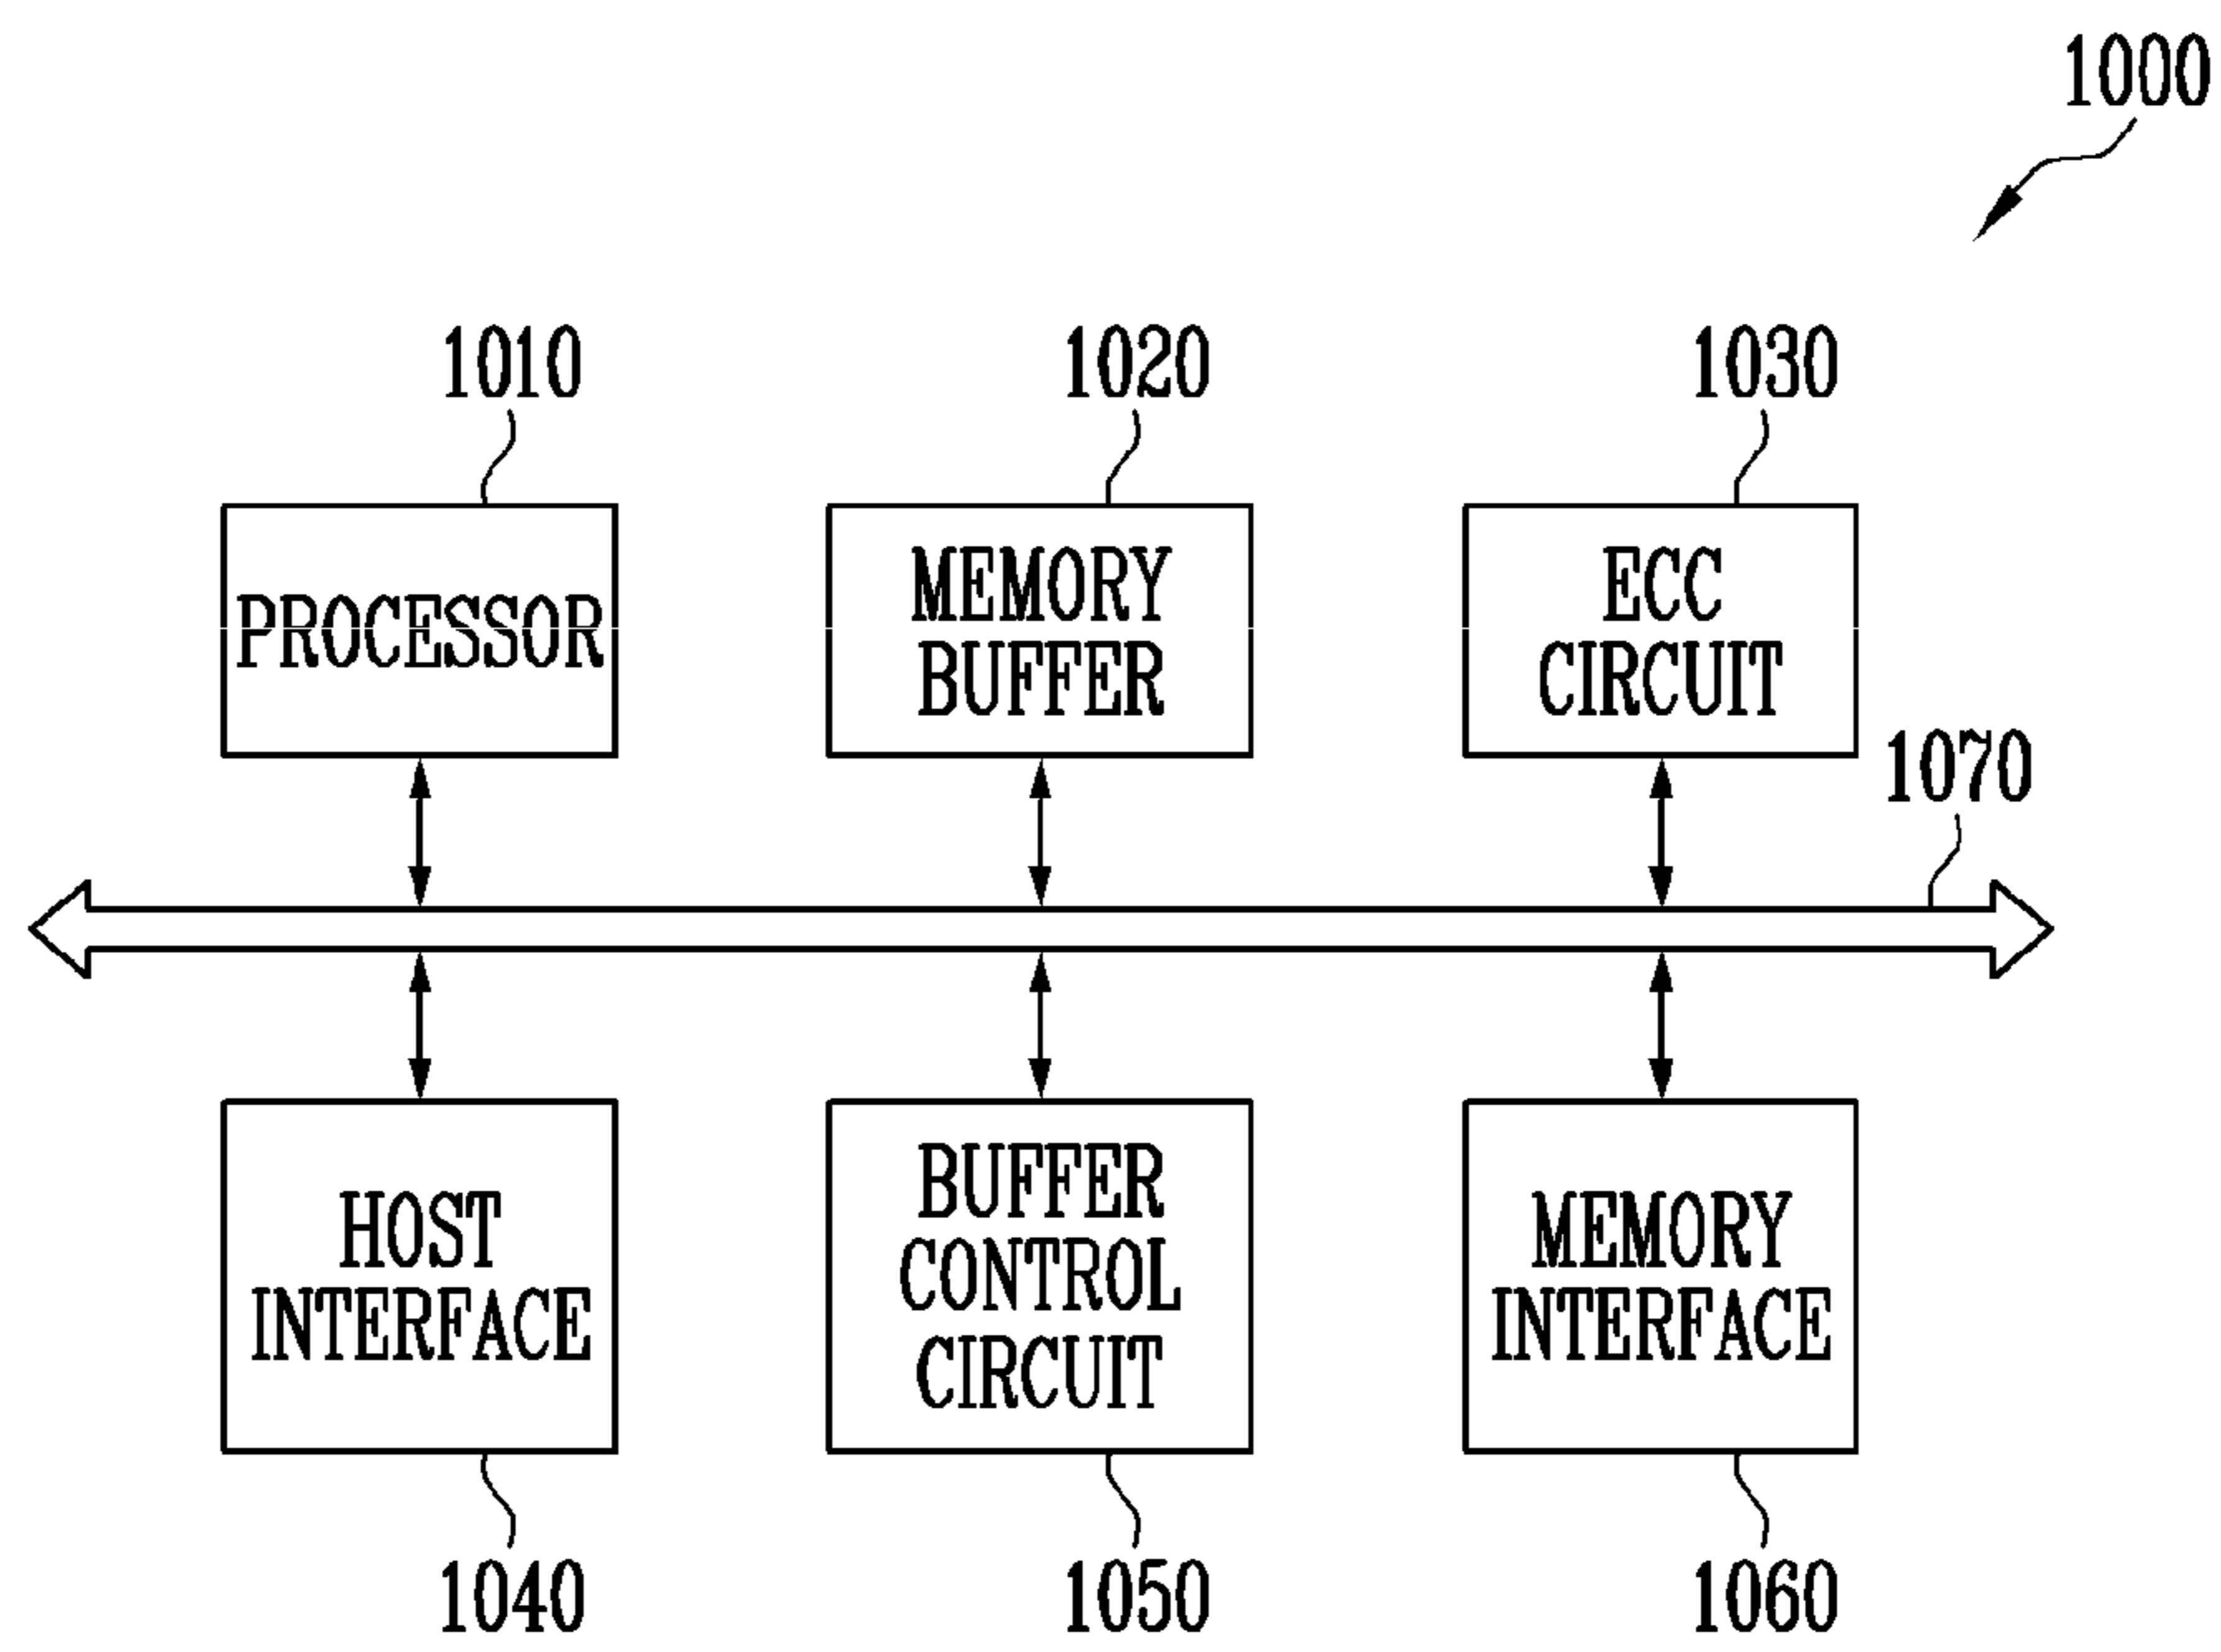 1000
1010
1020
1030
PROCESSOR
MEMORY
BUFFER
ECC
CIRCUIT
1070
HOST
INTERFACE
BUFFER
CONTROL
CIRCUIT
MEMORY
INTERFACE
1040
1050
1060